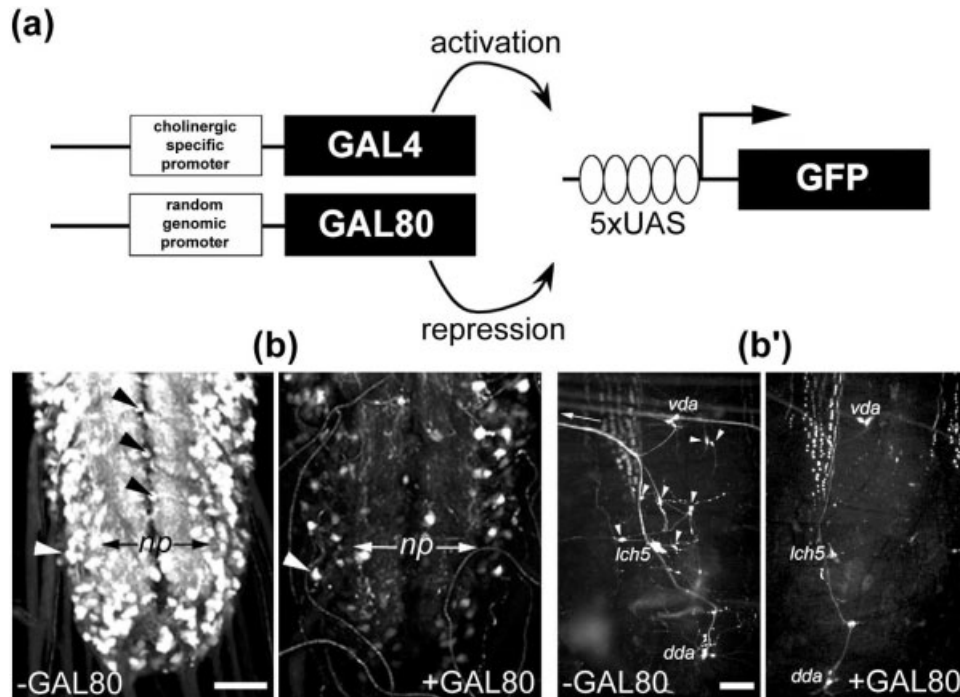 (a)
activation
cholinergic
specific
promoter
GAL4
random
genomic
promoter
GAL80
GFP
5xUAS
repression
(b)
(b')
np
-GAL80
np
+GAL80
vda
lch5
dda
-GAL80
vda
lch5
dda
+GAL80